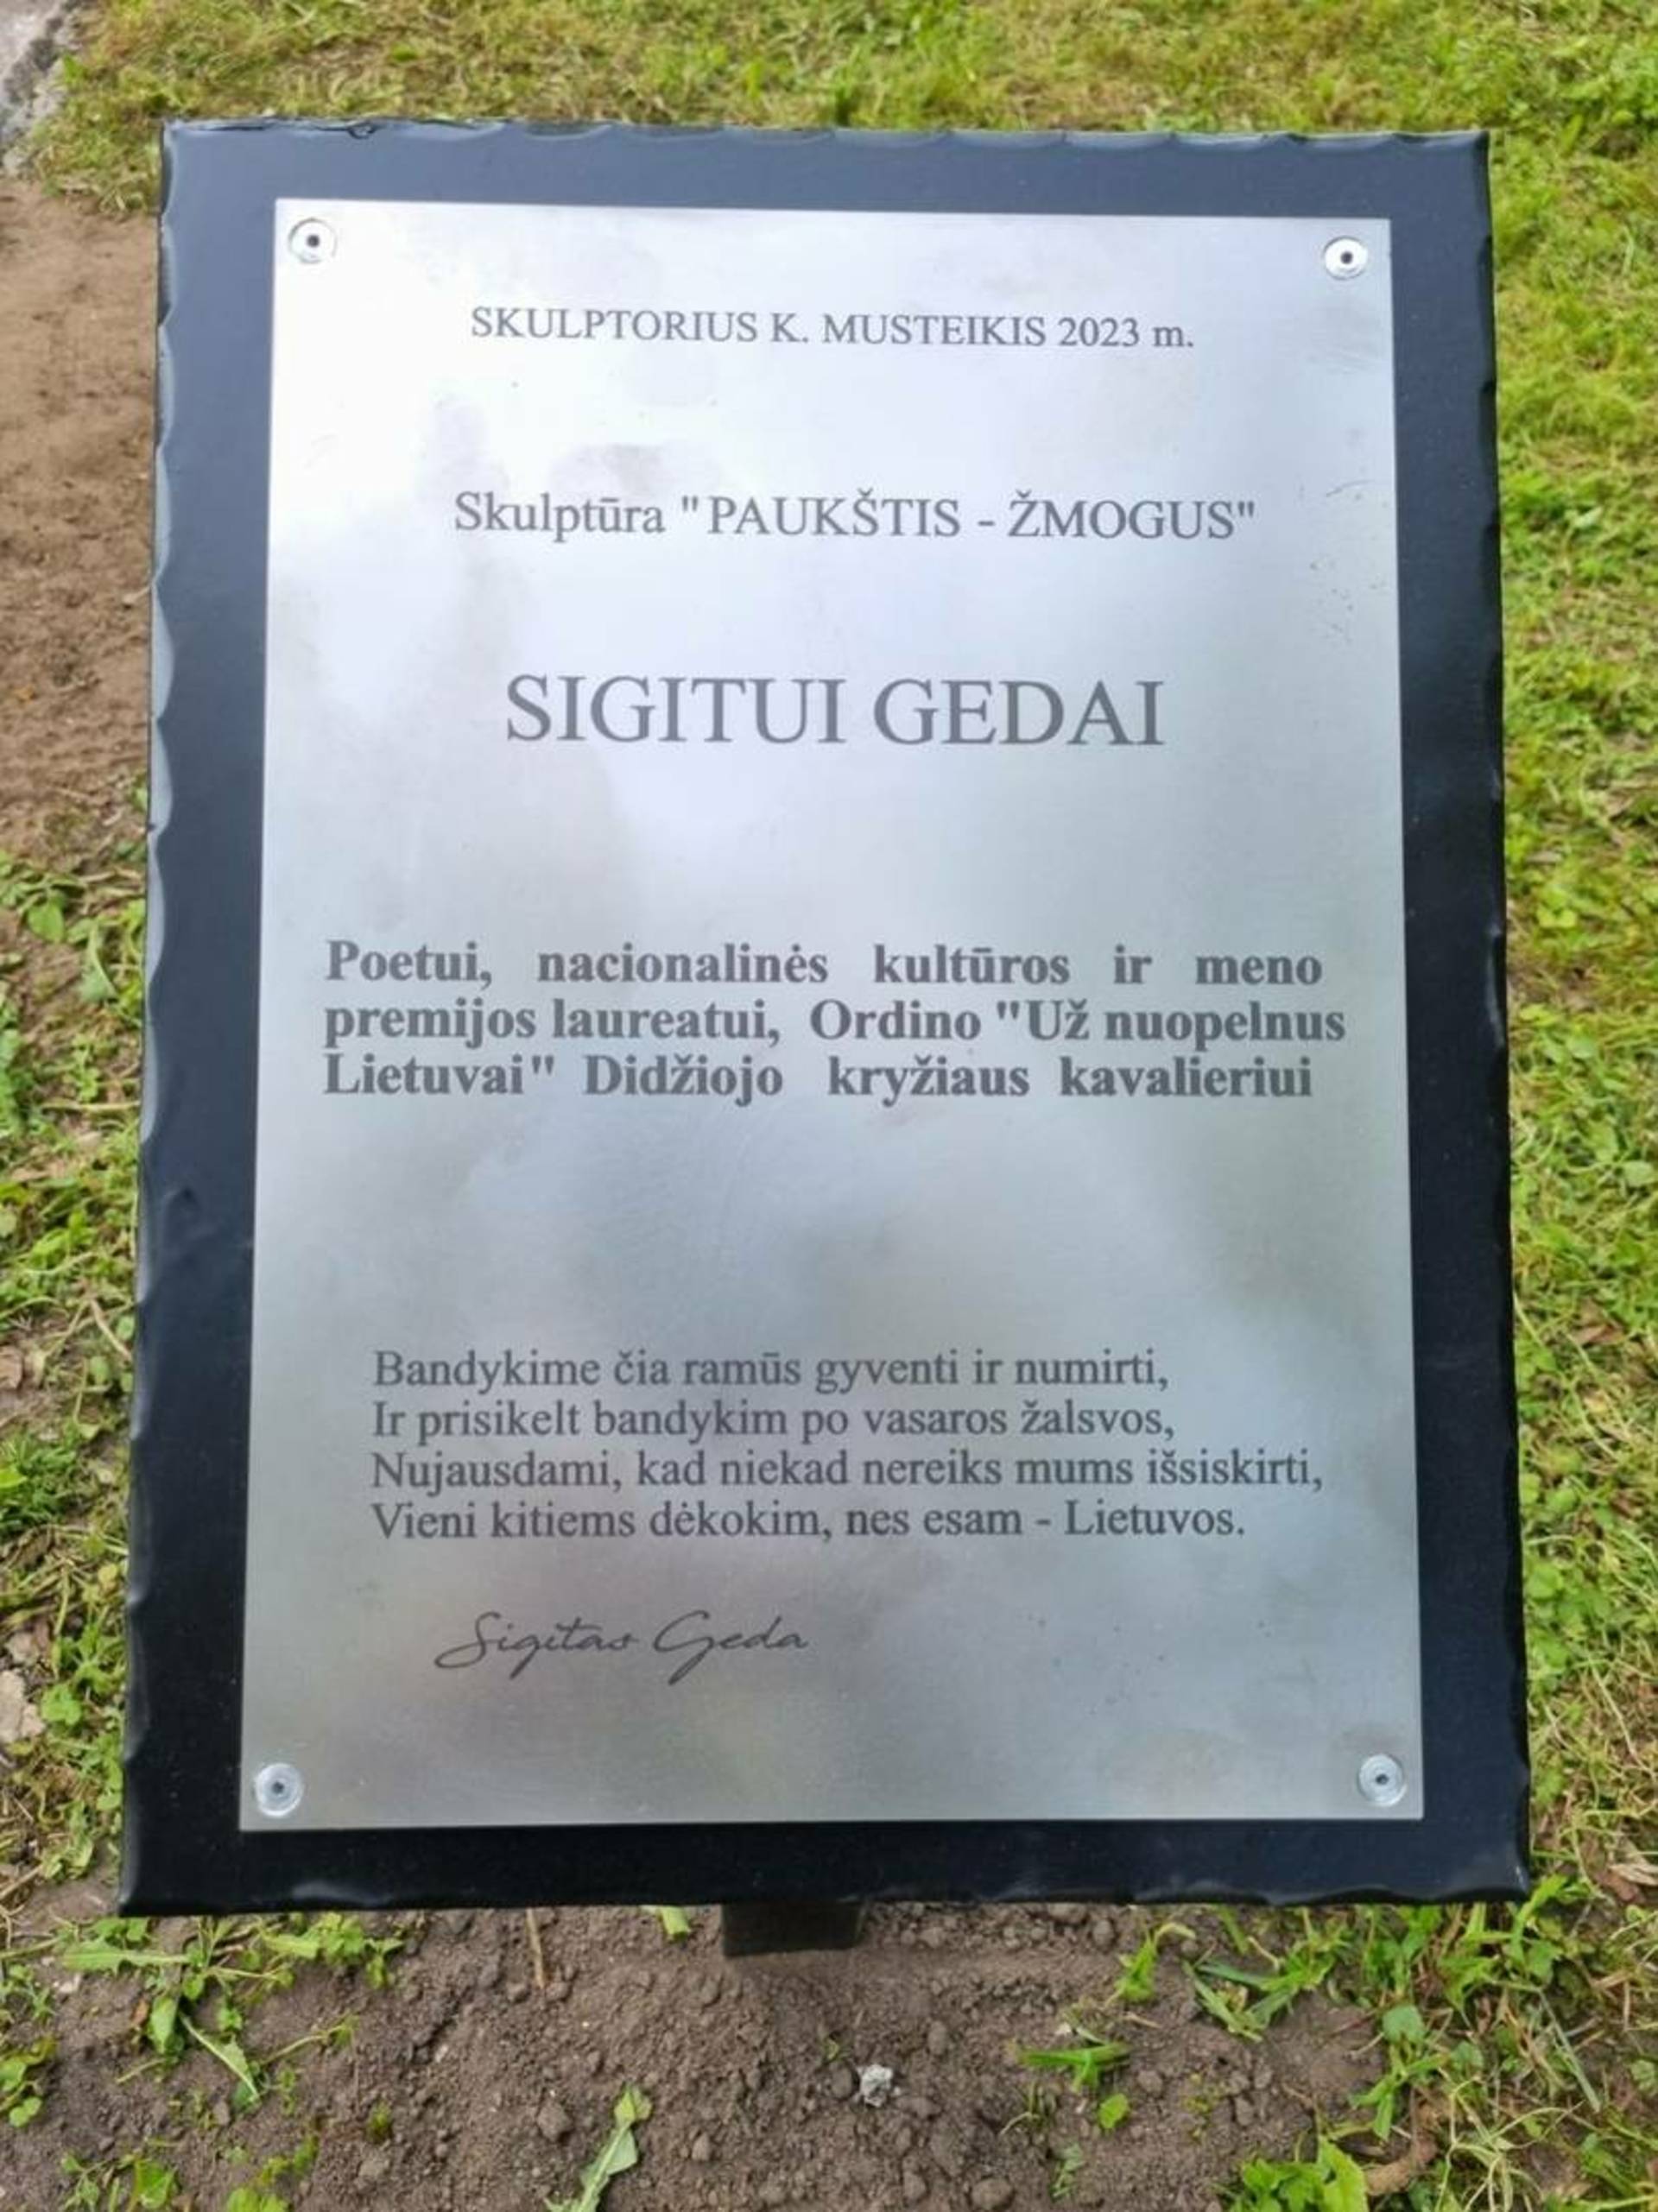 SKULPTORIUS K. MUSTEIKIS 2023 m.
Skulptūra "PAUKŠTIS - ŽMOGUS"
SIGITUI GEDAI
Poetui, nacionalinės kultūros ir meno
premijos laureatui, Ordino "Už nuopelnus
Lietuvai" Didžiojo kryžiaus kavalieriui
Bandykime čia ramūs gyventi ir numirti,
Ir prisikelt bandykim po vasaros žalsvos,
Nujausdami, kad niekad nereiks mums išsiskirti,
Vieni kitiems dėkokim, nes esam - Lietuvos.
Sigitas Geda